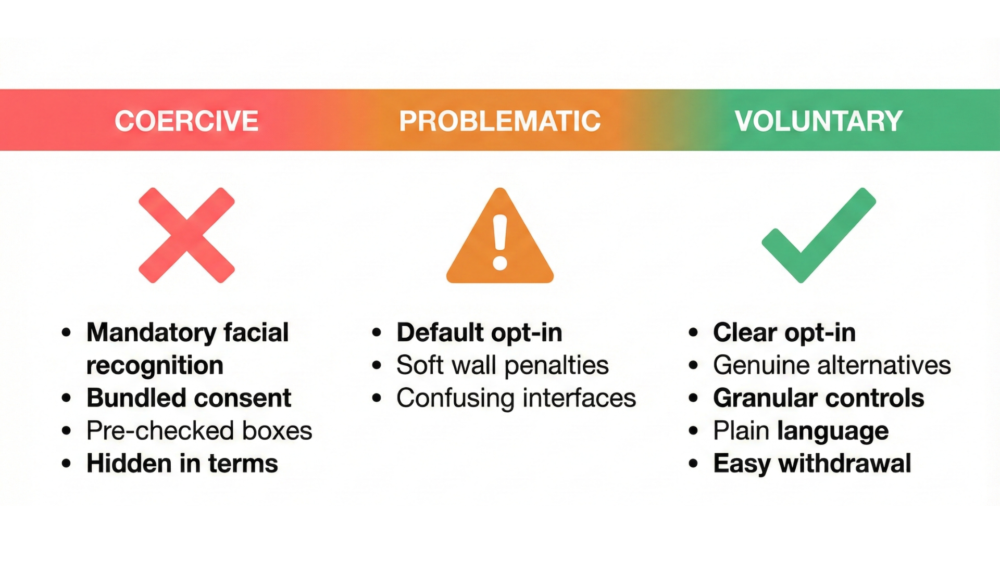 COERCIVE
PROBLEMATIC
VOLUNTARY
• Mandatory facial
recognition
• Bundled consent
• Pre-checked boxes
• Hidden in terms
• Default opt-in
• Soft wall penalties
• Confusing interfaces
• Clear opt-in
• Genuine alternatives
• Granular controls
• Plain language
• Easy withdrawal